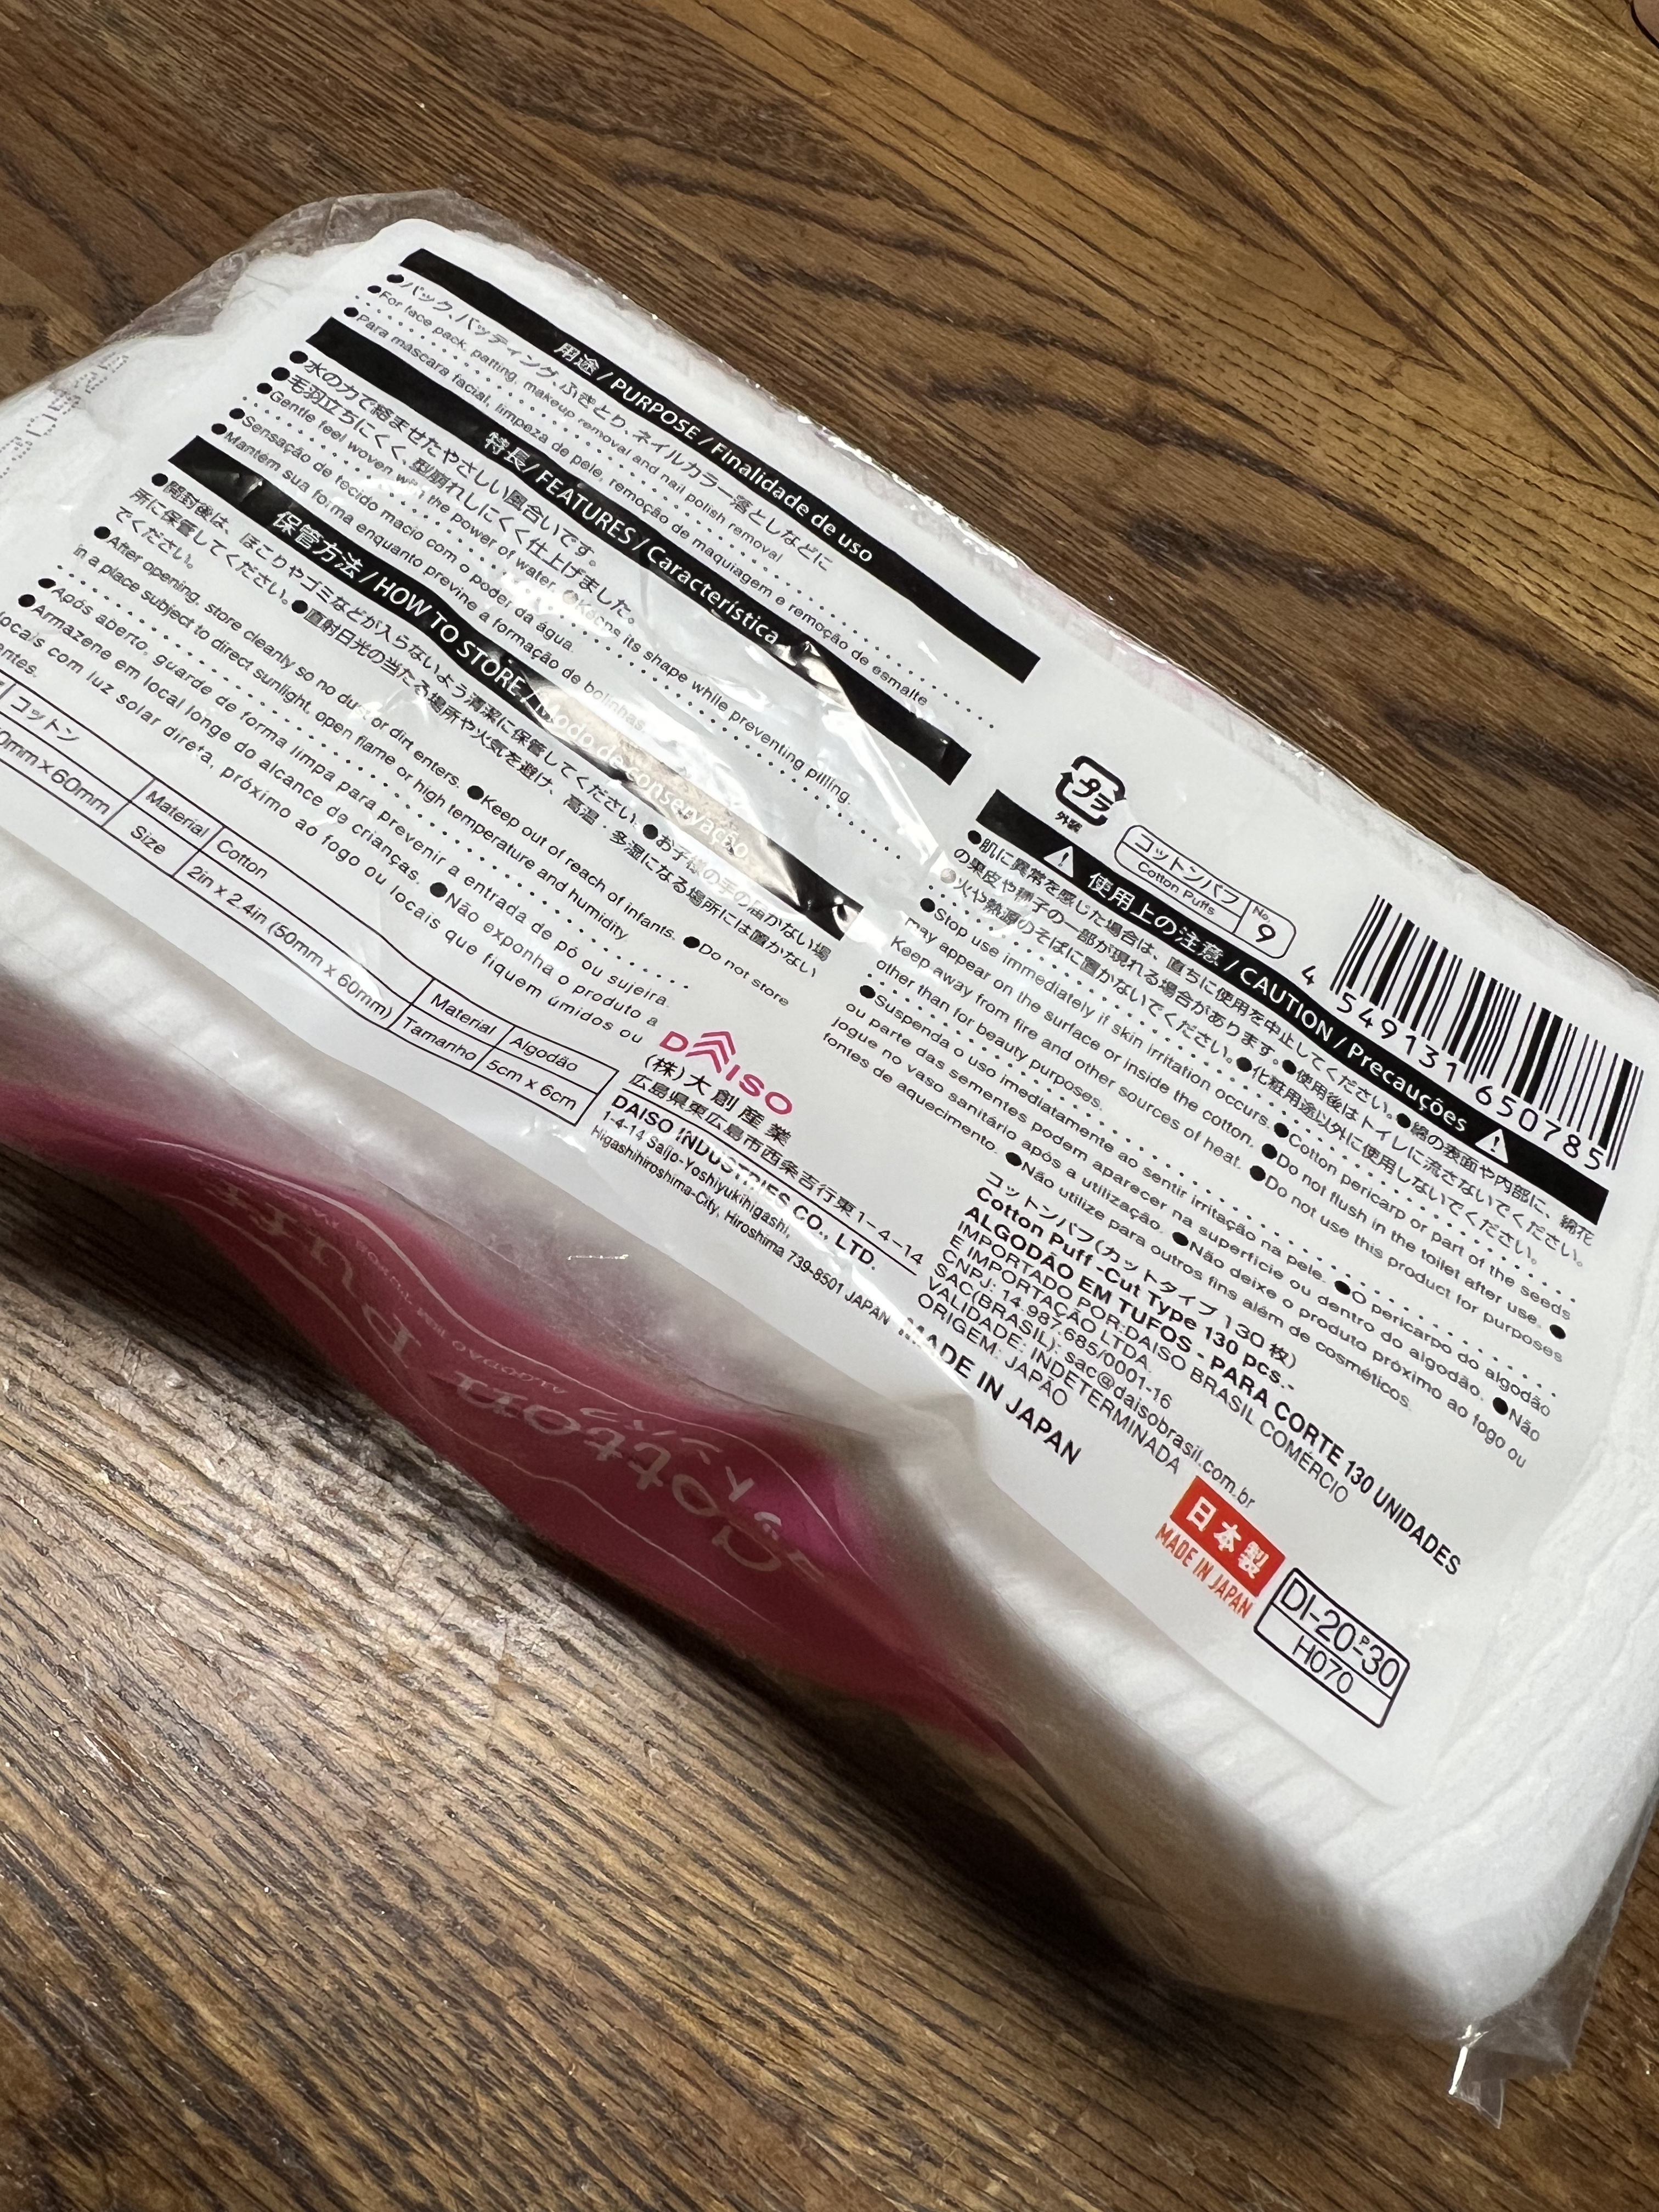 用途 / PURPOSE / Finalidade de uso
●パック、パッティング、ふきとり、ネイルカラー落としなどに
●For face pack, patting, makeup removal and nail polish removal
●Para máscara facial, limpeza de pele, remoção de maquiagem e remoção de esmalte
特長 / FEATURES / Característica
●水の力で絡ませたやさしい風合いです。
●毛羽立ちにくく、型崩れしにくく仕上げました。
●Gentle feel woven with the power of water ●Keeps its shape while preventing pilling.
●Sensação de tecido macio com o poder da água
●Mantém sua forma enquanto previne a formação de bolinhas.
保管方法 / HOW TO STORE / Modo de conservação
●開封後は、ほこりやゴミなどが入らないよう清潔に保管してください。●お子様の手の届かない場
所に保管してください。●直射日光の当たる場所や火気を避け、高温・多湿になる場所には置かない
でください。
●After opening, store cleanly so no dust or dirt enters. ●Keep out of reach of infants. ●Do not store
in a place subject to direct sunlight, open flame or high temperature and humidity.
●Após aberto, guarde de forma limpa para prevenir a entrada de pó ou sujeira.
●Armazene em local longe do alcance de crianças. ●Não exponha o produto a
locais com luz solar direta, próximo ao fogo ou locais que fiquem úmidos ou
entes.
コットン Material Cotton Material Algodão
0mm×60mm Size 2in x 2.4in (50mm x 60mm) Tamanho 5cm x 6cm
DAISO
(株)大創産業
広島県東広島市西条吉行東1-4-14
DAISO INDUSTRIES CO., LTD.
1-4-14 Saijo-Yoshiyukihigashi,
Higashihiroshima-City, Hiroshima 739-8501 JAPAN
MADE IN JAPAN
プラ
外装
コットンパフ
Cotton Puffs
No.
9
4 549131 650785
使用上の注意 / CAUTION / Precauções
●肌に異常を感じた場合は、直ちに使用を中止してください。●綿の表面や内部に、綿花
の果皮や種子の一部が現れる場合があります。●使用後はトイレに流さないでください。
●火や熱源のそばに置かないでください。●化粧用途以外に使用しないでください。
●Stop use immediately if skin irritation occurs. ●Cotton pericarp or part of the seeds
may appear on the surface or inside the cotton. ●Do not flush in the toilet after use. ●
Keep away from fire and other sources of heat. ●Do not use this product for purposes
other than for beauty purposes.
●Suspenda o uso imediatamente ao sentir irritação na pele. ●O pericarpo do algodão
ou parte das sementes podem aparecer na superfície ou dentro do algodão. ●Não
jogue no vaso sanitário após a utilização. ●Não deixe o produto próximo ao fogo ou
fontes de aquecimento. ●Não utilize para outros fins além de cosméticos.
コットンパフ(カットタイプ 130 枚)
Cotton Puff -Cut Type 130 pcs.-
ALGODÃO EM TUFOS - PARA CORTE 130 UNIDADES
IMPORTADO POR:DAISO BRASIL COMÉRCIO
E IMPORTAÇÃO LTDA
CNPJ: 14.987.685/0001-16
SAC(BRASIL): sac@daisobrasil.com.br
VALIDADE: INDETERMINADA
ORIGEM: JAPÃO
日本製
MADE IN JAPAN
DI-20-P-30
H070
Cotton
ALGODÃO